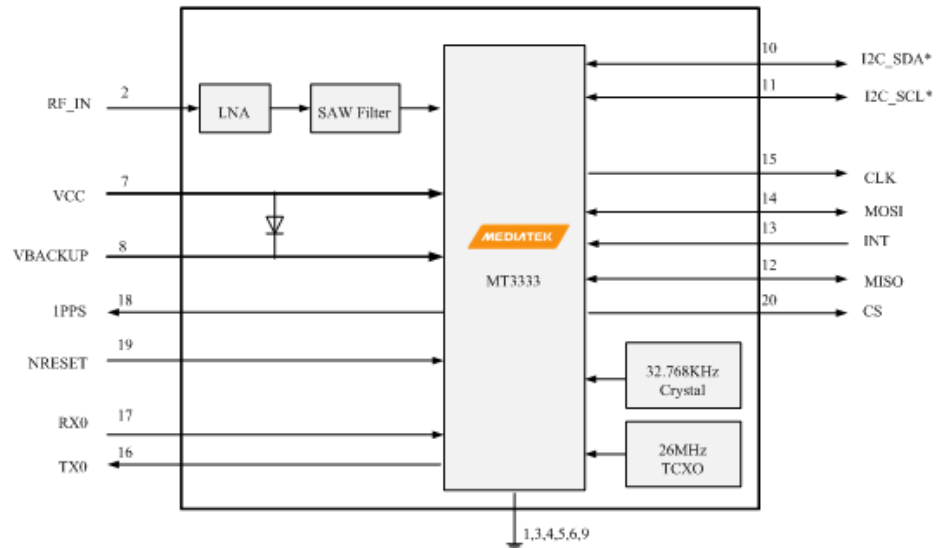 10
I2C_SDA*
2
RF_IN
LNA
SAW Filter
11
I2C_SCL*
7
VCC
15
CLK
14
MOSI
8
VBACKUP
MEDIATEK
MT3333
13
INT
12
MISO
18
1PPS
20
CS
19
NRESET
32.768KHz
Crystal
17
RX0
16
TX0
26MHz
TCXO
1,3,4,5,6,9